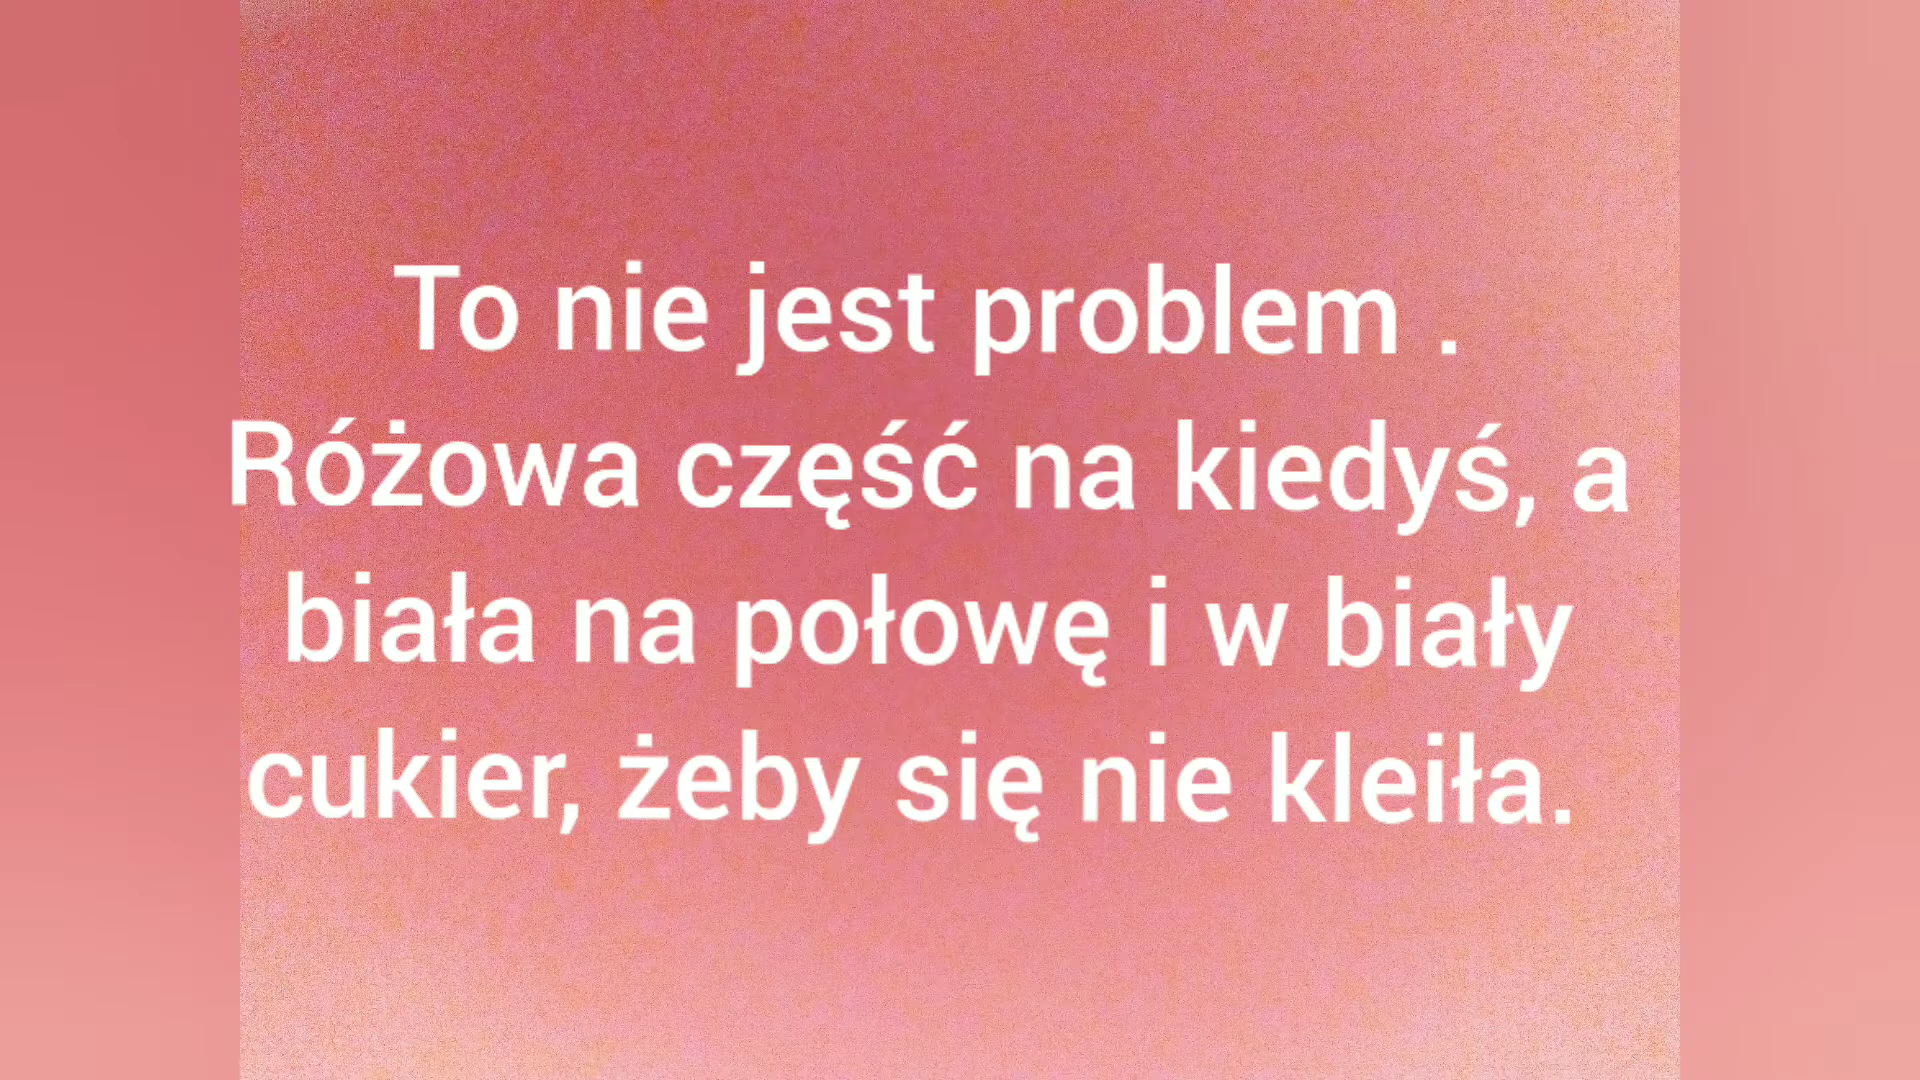 To nie jest problem .
Różowa część na kiedyś, a
biała na połowę i w biały
cukier, żeby się nie kleiła.